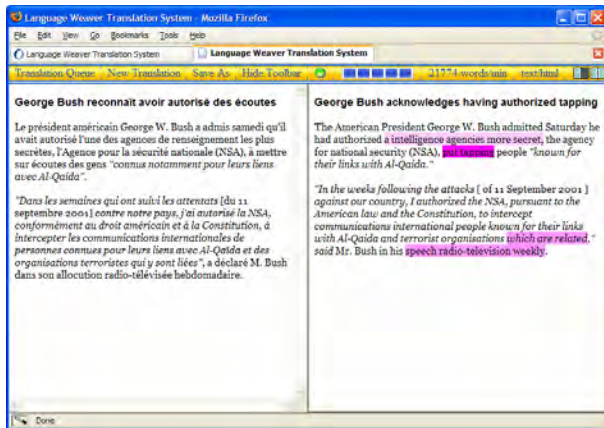 Language Weaver Translation System - Mozilla Firefox
File Edit View Go Bookmarks Tools Help
Language Weaver Translation System
Language Weaver Translation System
Translation Queue New Translation Save As Hide Toolbar 21774 words/min text/html
George Bush reconnaît avoir autorisé des écoutes
Le président américain George W. Bush a admis samedi qu'il
avait autorisé l'une des agences de renseignement les plus
secrètes, l'Agence pour la sécurité nationale (NSA), à mettre
sur écoutes des gens "connus notamment pour leurs liens
avec Al-Qaida".
"Dans les semaines qui ont suivi les attentats [du 11
septembre 2001] contre notre pays, j'ai autorisé la NSA,
conformément au droit américain et à la Constitution, à
intercepter les communications internationales de
personnes connues pour leurs liens avec Al-Qaida et des
organisations terroristes qui y sont liées", a déclaré M. Bush
dans son allocution radio-télévisée hebdomadaire.
George Bush acknowledges having authorized tapping
The American President George W. Bush admitted Saturday he
had authorized a intelligence agencies more secret, the agency
for national security (NSA), put tapping people "known for
their links with Al-Qaida."
"In the weeks following the attacks [ of 11 September 2001 ]
against our country, I authorized the NSA, pursuant to the
American law and the Constitution, to intercept
communications international people known for their links
with Al-Qaida and terrorist organisations which are related,"
said Mr. Bush in his speech radio-television weekly.
Done